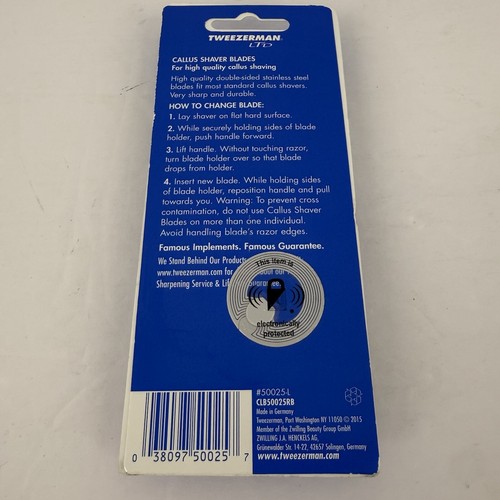 TWEEZERMAN
LTD
CALLUS SHAVER BLADES
For high quality callus shaving
High quality double-sided stainless steel
blades fit most standard callus shavers.
Very sharp and durable.
HOW TO CHANGE BLADE:
1. Lay shaver on flat hard surface.
2. While securely holding sides of blade
holder, push handle forward.
3. Lift handle. Without touching razor,
turn blade holder over so that blade
drops from holder.
4. Insert new blade. While holding sides
of blade holder, reposition handle and pull
towards you. Warning: To prevent cross
contamination, do not use Callus Shaver
Blades on more than one individual.
Avoid handling blade's razor edges.
Famous Implements. Famous Guarantee.
We Stand Behind Our
www.tweezerman.com for our
Sharpening Service &
This item is
electronically
protected
#50025-L
CLB50025RB
Made in Germany
Tweezerman, Port Washington NY 11050 © 2015
Member of the Zwilling Beauty Group GmbH
ZWILLING J.A. HENCKELS AG,
Grünewalder Str. 14-22, 42657 Solingen, Germany
www.tweezerman.com
0 38097 50025 7